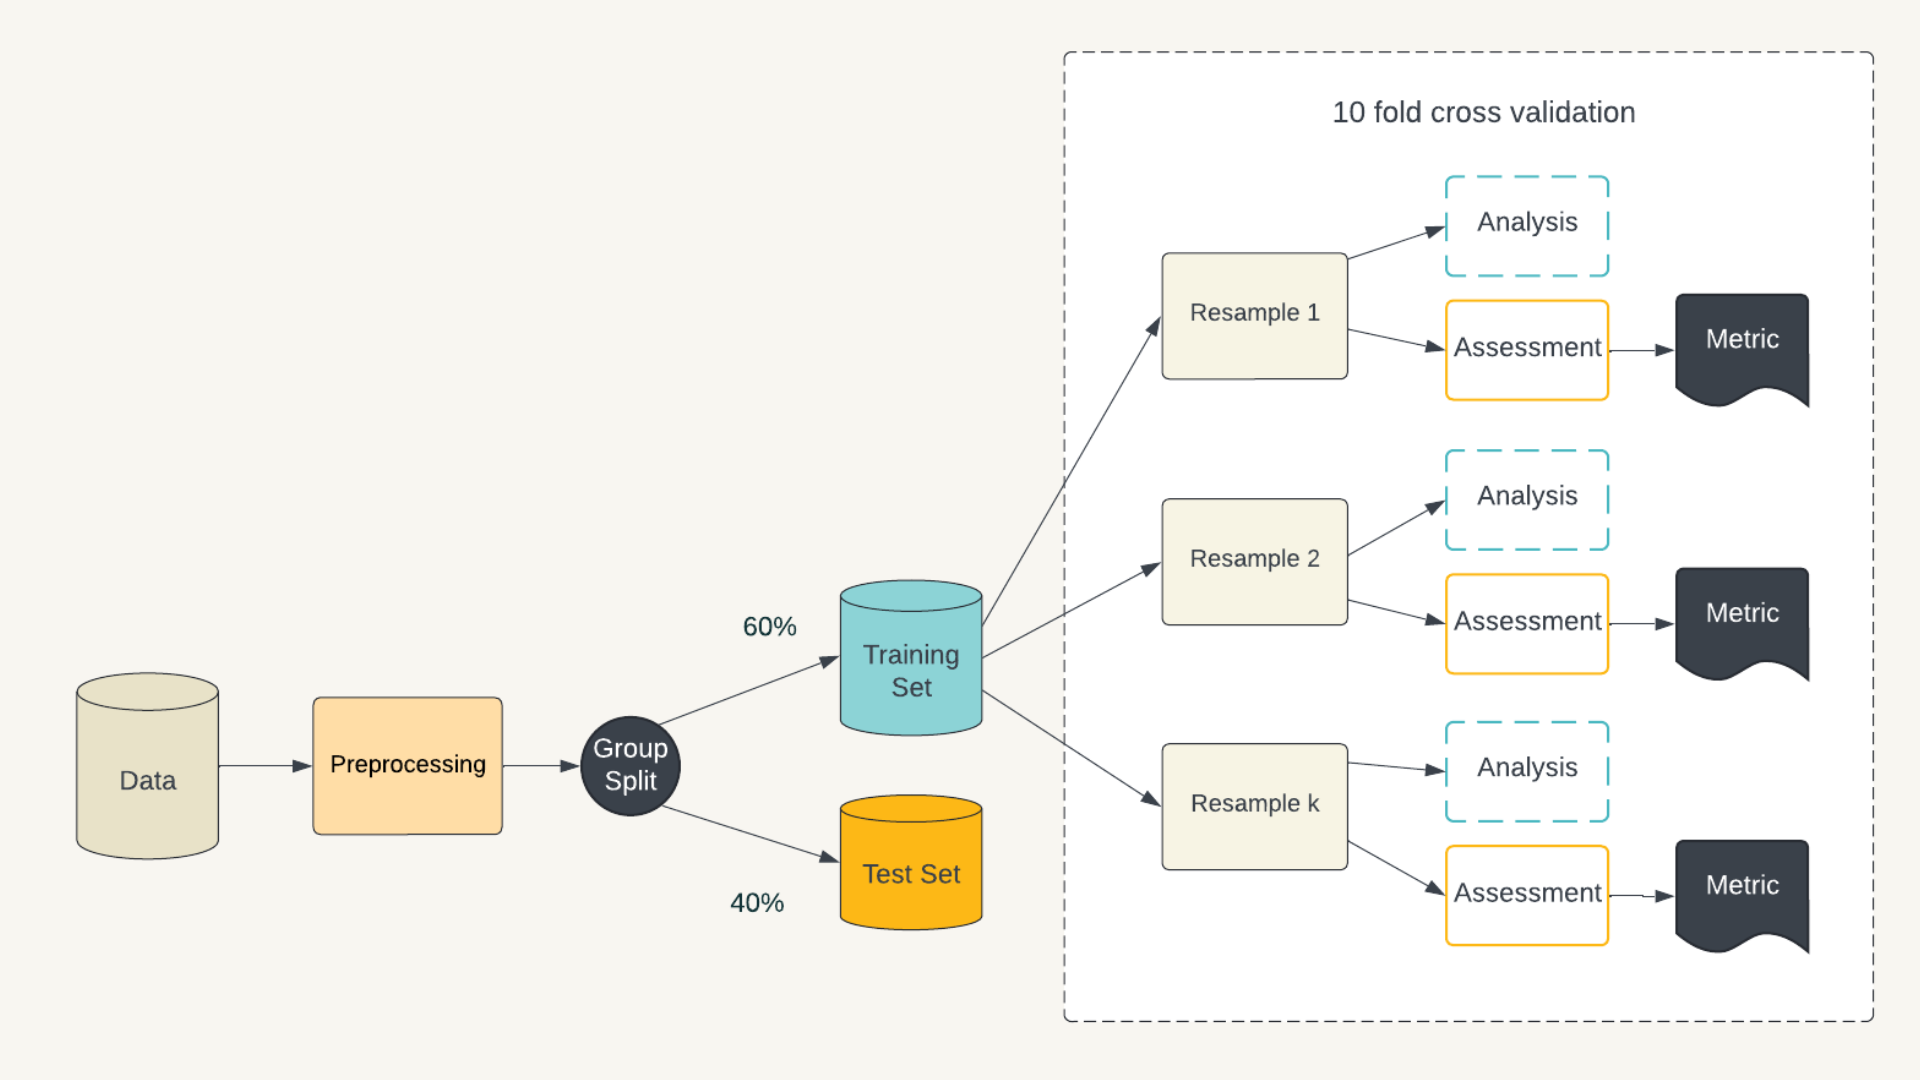 10 fold cross validation
Analysis
Resample 1
Assessment
Metric
Analysis
Resample 2
Assessment
Metric
60%
Training
Set
Data
Preprocessing
Group
Split
Test Set
40%
Analysis
Resample k
Assessment
Metric